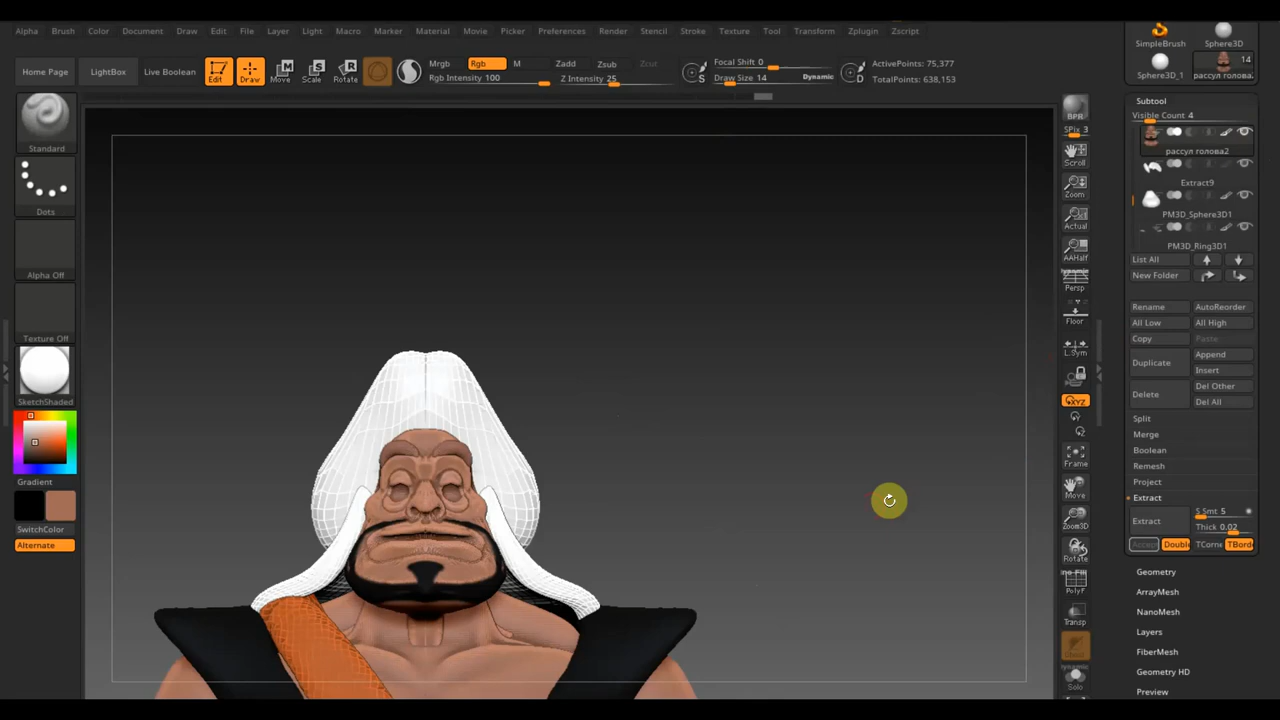 Alpha Brush Color Document Draw Edit File Layer Light Macro Marker Material Movie Picker Preferences Render Stencil Stroke Texture Tool Transform Zplugin Zscript
Home Page LightBox Live Boolean Edit Draw Move Scale Rotate
Mrgb Rgb M Zadd Zsub Zcut
Rgb Intensity 100 Z Intensity 25
S Focal Shift 0
Draw Size 14 Dynamic
D ActivePoints: 75,377
TotalPoints: 638,153
Standard
Dots
Alpha Off
Texture Off
SketchShaded
Gradient
SwitchColor
Alternate
BPR
SPix 3
Scroll
Zoom
Actual
AAHalf
Dynamic
Persp
Floor
L.Sym
XYZ
Frame
Move
Zoom3D
Rotate
PolyF
Transp
Ghost
Dynamic
Solo
SimpleBrush Sphere3D
14
Sphere3D_1 рассул голова
Subtool
Visible Count 4
рассул голова2
Extract9
PM3D_Sphere3D1
PM3D_Ring3D1
List All
New Folder
Rename AutoReorder
All Low All High
Copy Paste
Duplicate Append
Insert
Delete Del Other
Del All
Split
Merge
Boolean
Remesh
Project
Extract
Extract S Smt 5
Thick 0.02
Accept Double TCorne TBord
Geometry
ArrayMesh
NanoMesh
Layers
FiberMesh
Geometry HD
Preview